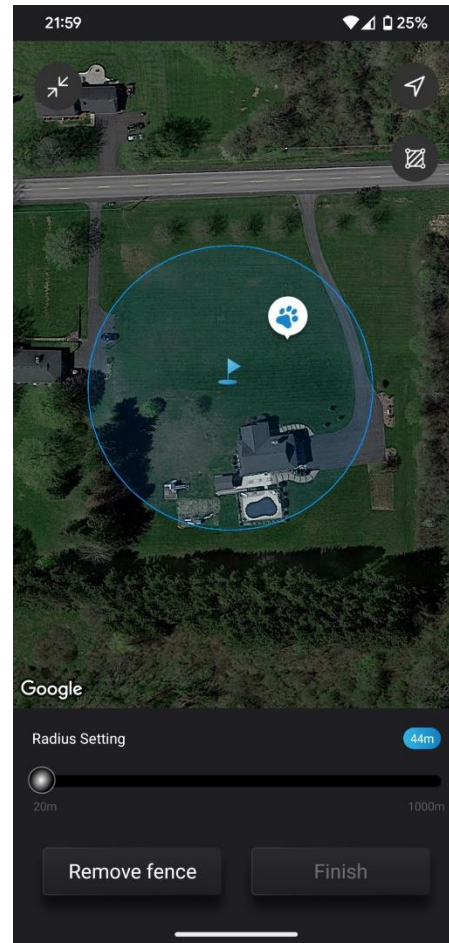 21:59
25%
Google
Radius Setting
44m
20m
1000m
Remove fence
Finish